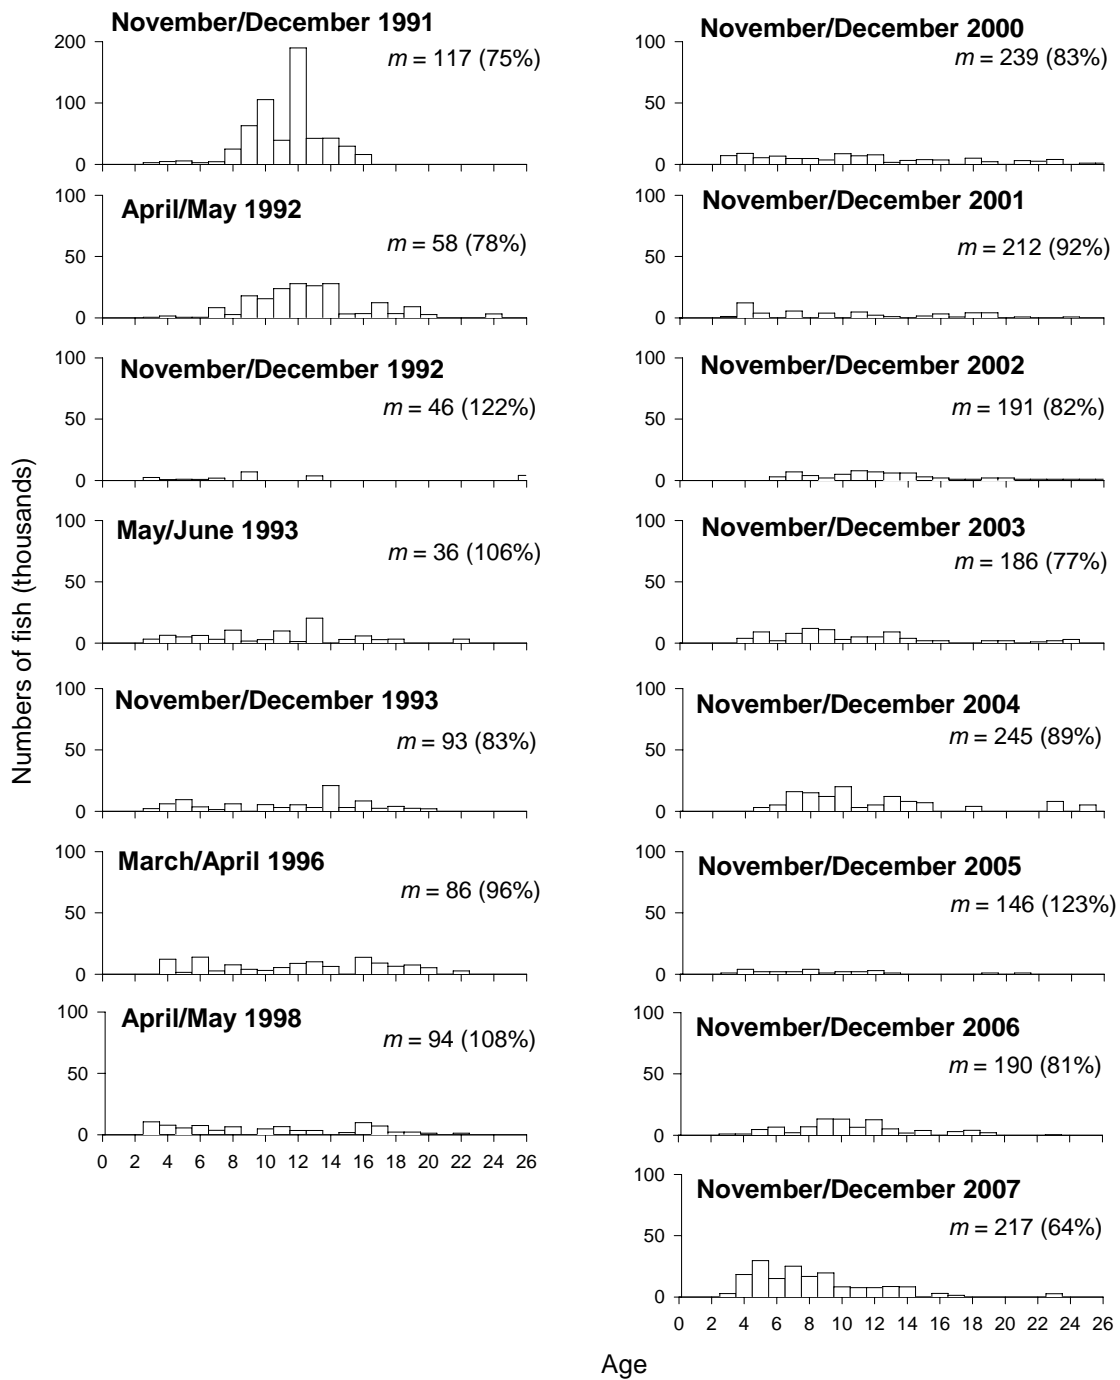 November/December 1991
m = 117 (75%)
200
100
0
April/May 1992
m = 58 (78%)
100
50
0
November/December 1992
m = 46 (122%)
100
50
0
May/June 1993
m = 36 (106%)
100
50
0
November/December 1993
m = 93 (83%)
100
50
0
March/April 1996
m = 86 (96%)
100
50
0
April/May 1998
m = 94 (108%)
100
50
0
0 2 4 6 8 10 12 14 16 18 20 22 24 26
Numbers of fish (thousands)
November/December 2000
m = 239 (83%)
100
50
0
November/December 2001
m = 212 (92%)
100
50
0
November/December 2002
m = 191 (82%)
100
50
0
November/December 2003
m = 186 (77%)
100
50
0
November/December 2004
m = 245 (89%)
100
50
0
November/December 2005
m = 146 (123%)
100
50
0
November/December 2006
m = 190 (81%)
100
50
0
November/December 2007
m = 217 (64%)
100
50
0
0 2 4 6 8 10 12 14 16 18 20 22 24 26
Age